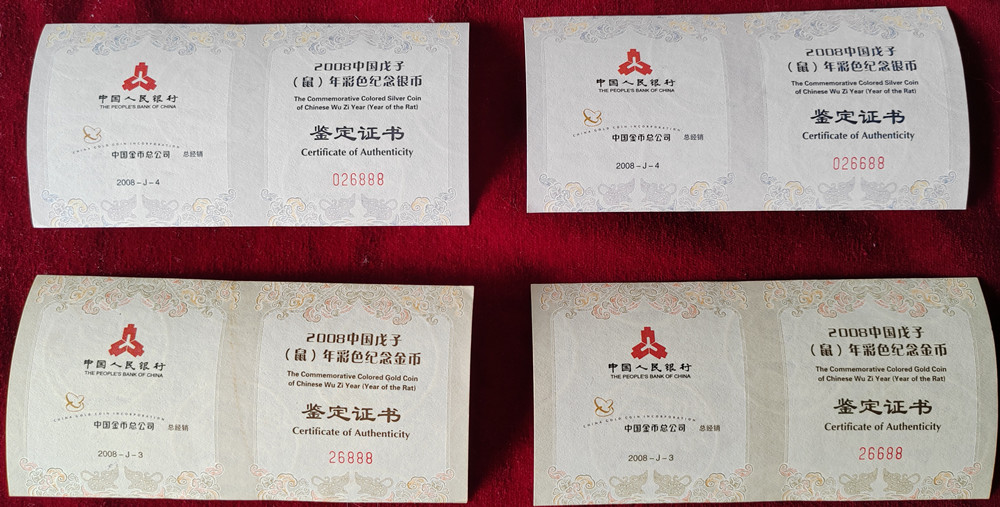 中国人民银行
THE PEOPLE'S BANK OF CHINA
CHINA GOLD COIN INCORPORATION
中国金币总公司 总经销
2008-J-4
2008中国戊子
（鼠）年彩色纪念银币
The Commemorative Colored Silver Coin
of Chinese Wu Zi Year (Year of the Rat)
鉴定证书
Certificate of Authenticity
026888
中国人民银行
THE PEOPLE'S BANK OF CHINA
CHINA GOLD COIN INCORPORATION
中国金币总公司 总经销
2008-J-4
2008中国戊子
（鼠）年彩色纪念银币
The Commemorative Colored Silver Coin
of Chinese Wu Zi Year (Year of the Rat)
鉴定证书
Certificate of Authenticity
026688
中国人民银行
THE PEOPLE'S BANK OF CHINA
CHINA GOLD COIN INCORPORATION
中国金币总公司 总经销
2008-J-3
2008中国戊子
（鼠）年彩色纪念金币
The Commemorative Colored Gold Coin
of Chinese Wu Zi Year (Year of the Rat)
鉴定证书
Certificate of Authenticity
26888
中国人民银行
THE PEOPLE'S BANK OF CHINA
CHINA GOLD COIN INCORPORATION
中国金币总公司 总经销
2008-J-3
2008中国戊子
（鼠）年彩色纪念金币
The Commemorative Colored Gold Coin
of Chinese Wu Zi Year (Year of the Rat)
鉴定证书
Certificate of Authenticity
26688